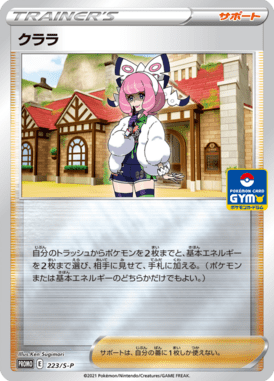 TRAINER'S
サポート
クララ
POKÉMON CARD
GYM
ポケモンカードジム
自分のトラッシュからポケモンを2枚までと、基本エネルギー
を2枚まで選び、相手に見せて、手札に加える。（ポケモンまたは
基本エネルギーのどちらかだけでもよい。）
Illus. Ken Sugimori
PROMO E 223/S-P
サポートは、自分の番に1枚しか使えない。
©2021 Pokémon/Nintendo/Creatures/GAME FREAK.